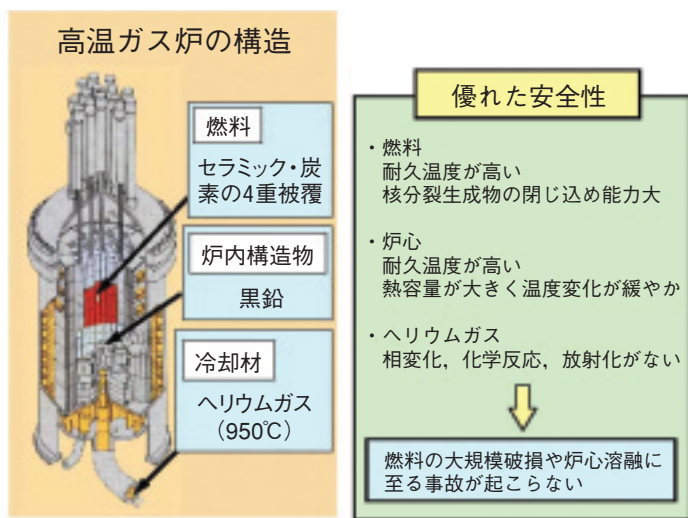 高温ガス炉の構造
燃料
セラミック・炭
素の4重被覆
炉内構造物
黒鉛
冷却材
ヘリウムガス
（950℃）
優れた安全性
・燃料
耐久温度が高い
核分裂生成物の閉じ込め能力大
・炉心
耐久温度が高い
熱容量が大きく温度変化が緩やか
・ヘリウムガス
相変化，化学反応，放射化がない
燃料の大規模破損や炉心溶融に
至る事故が起こらない